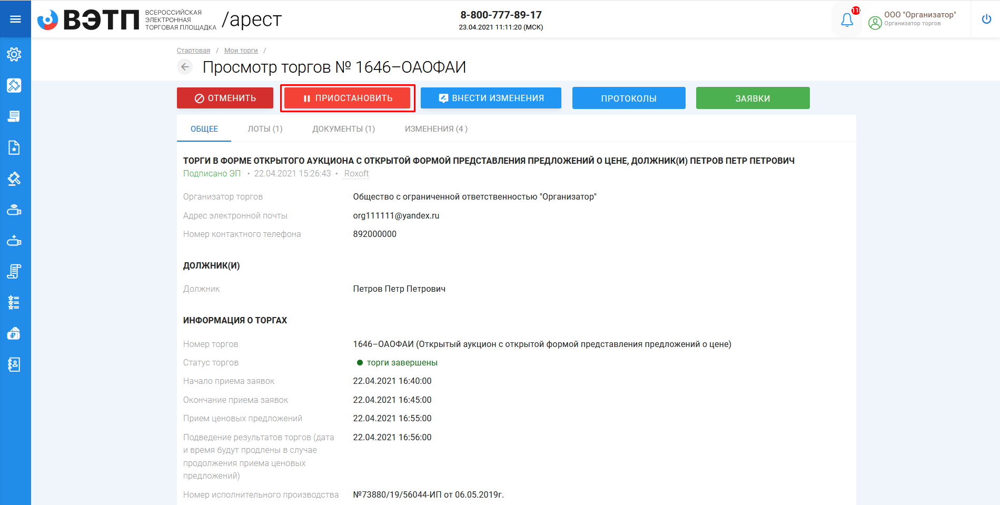 ВЭТП
ВСЕРОССИЙСКАЯ
ЭЛЕКТРОННАЯ
ТОРГОВАЯ ПЛОЩАДКА
/арест
8-800-777-89-17
23.04.2021 11:11:20 (МСК)
ООО "Организатор"
Организатор торгов
Стартовая / Мои торги /
Просмотр торгов № 1646–ОАОФАИ
ОТМЕНИТЬ
ПРИОСТАНОВИТЬ
ВНЕСТИ ИЗМЕНЕНИЯ
ПРОТОКОЛЫ
ЗАЯВКИ
ОБЩЕЕ
ЛОТЫ (1)
ДОКУМЕНТЫ (1)
ИЗМЕНЕНИЯ (4 )
ТОРГИ В ФОРМЕ ОТКРЫТОГО АУКЦИОНА С ОТКРЫТОЙ ФОРМОЙ ПРЕДСТАВЛЕНИЯ ПРЕДЛОЖЕНИЙ О ЦЕНЕ, ДОЛЖНИК(И) ПЕТРОВ ПЕТР ПЕТРОВИЧ
Подписано ЭП • 22.04.2021 15:26:43 • Roxoft
Организатор торгов Общество с ограниченной ответственностью "Организатор"
Адрес электронной почты org111111@yandex.ru
Номер контактного телефона 892000000
ДОЛЖНИК(И)
Должник Петров Петр Петрович
ИНФОРМАЦИЯ О ТОРГАХ
Номер торгов 1646–ОАОФАИ (Открытый аукцион с открытой формой представления предложений о цене)
Статус торгов торги завершены
Начало приема заявок 22.04.2021 16:40:00
Окончание приема заявок 22.04.2021 16:45:00
Прием ценовых предложений 22.04.2021 16:55:00
Подведение результатов торгов (дата 22.04.2021 16:56:00
и время будут продлены в случае
продолжения приема ценовых
предложений)
Номер исполнительного производства №73880/19/56044-ИП от 06.05.2019г.